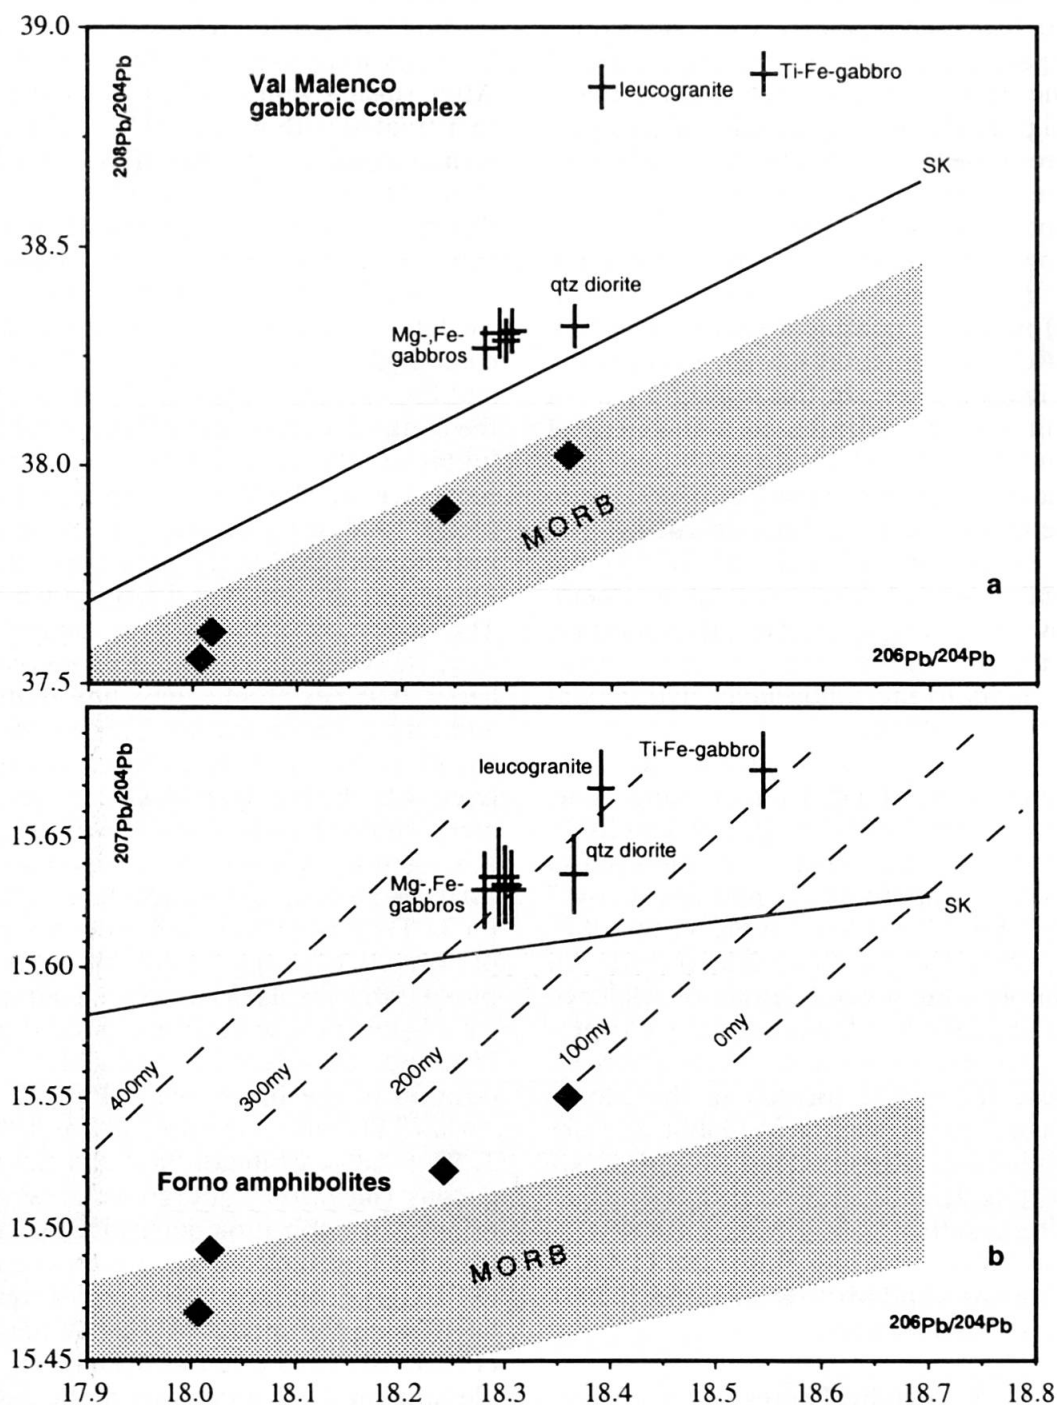 39.0
208Pb/204Pb
Val Malenco
gabbroic complex
leucogranite
Ti-Fe-gabbro
SK
38.5
qtz diorite
Mg-,Fe-
gabbros
38.0
MORB
a
206Pb/204Pb
37.5
207Pb/204Pb
leucogranite
Ti-Fe-gabbro
15.65
qtz diorite
Mg-,Fe-
gabbros
SK
15.60
400my
300my
200my
100my
0my
15.55
Forno amphibolites
15.50
MORB
b
206Pb/204Pb
15.45
17.9 18.0 18.1 18.2 18.3 18.4 18.5 18.6 18.7 18.8